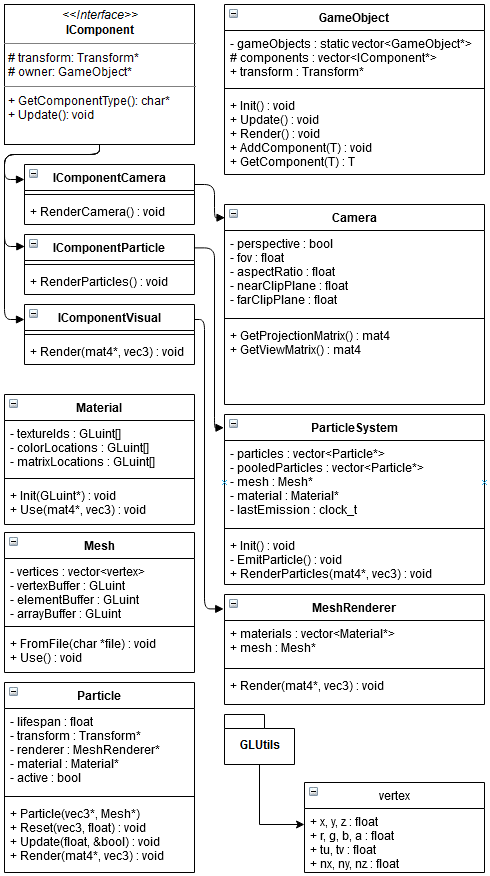 <<Interface>>
IComponent
# transform: Transform*
# owner: GameObject*
+ GetComponentType(): char*
+ Update(): void
GameObject
- gameObjects : static vector<GameObject*>
# components : vector<IComponent*>
+ transform : Transform*
+ Init() : void
+ Update() : void
+ Render() : void
+ AddComponent(T) : void
+ GetComponent(T) : T
IComponentCamera
+ RenderCamera() : void
IComponentParticle
+ RenderParticles() : void
IComponentVisual
+ Render(mat4*, vec3) : void
Camera
- perspective : bool
- fov : float
- aspectRatio : float
- nearClipPlane : float
- farClipPlane : float
+ GetProjectionMatrix() : mat4
+ GetViewMatrix() : mat4
Material
- textureIds : GLuint[]
- colorLocations : GLuint[]
- matrixLocations : GLuint[]
+ Init(GLuint*) : void
+ Use(mat4*, vec3) : void
ParticleSystem
- particles : vector<Particle*>
- pooledParticles : vector<Particle*>
- mesh : Mesh*
- material : Material*
- lastEmission : clock_t
+ Init() : void
- EmitParticle() : void
+ RenderParticles(mat4*, vec3) : void
Mesh
- vertices : vector<vertex>
- vertexBuffer : GLuint
- elementBuffer : GLuint
- arrayBuffer : GLuint
+ FromFile(char *file) : void
+ Use() : void
MeshRenderer
+ materials : vector<Material*>
+ mesh : Mesh*
+ Render(mat4*, vec3) : void
Particle
- lifespan : float
- transform : Transform*
- renderer : MeshRenderer*
- material : Material*
- active : bool
+ Particle(vec3*, Mesh*)
+ Reset(vec3, float) : void
+ Update(float, &bool) : void
+ Render(mat4*, vec3) : void
GLUtils
vertex
+ x, y, z : float
+ r, g, b, a : float
+ tu, tv : float
+ nx, ny, nz : float